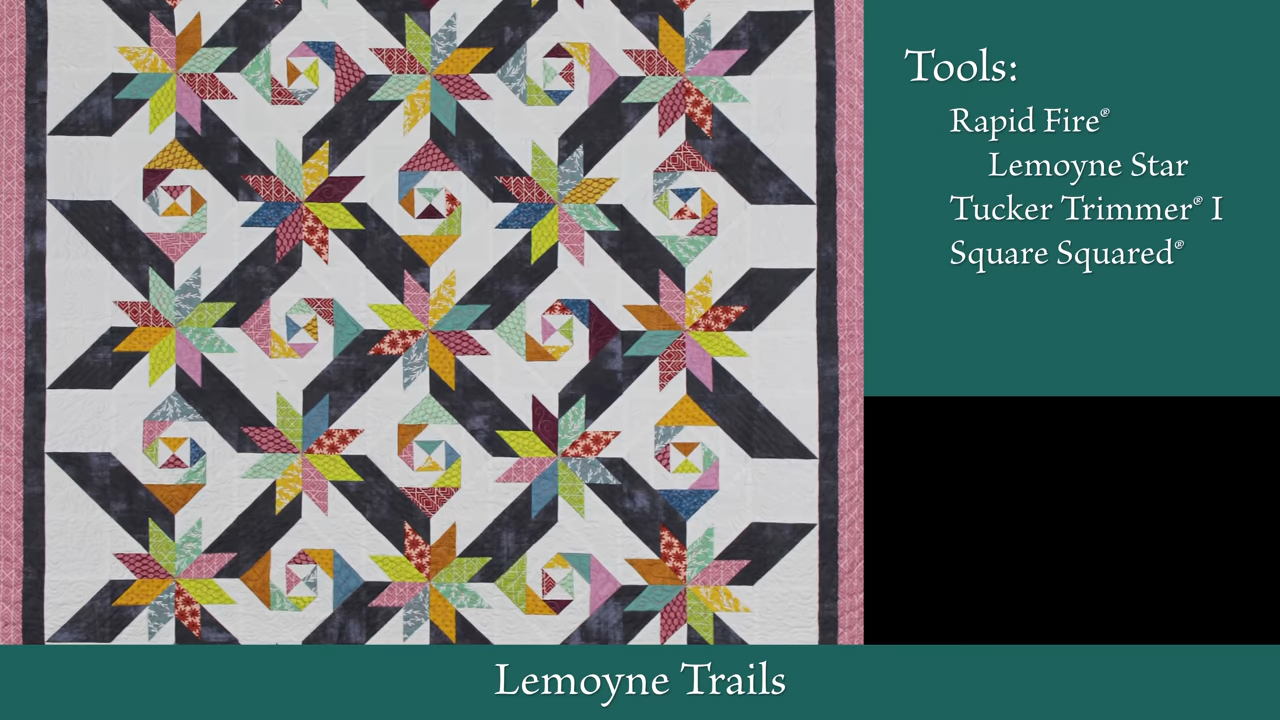 Tools:
Rapid Fire®
Lemoyne Star
Tucker Trimmer® I
Square Squared®
Lemoyne Trails